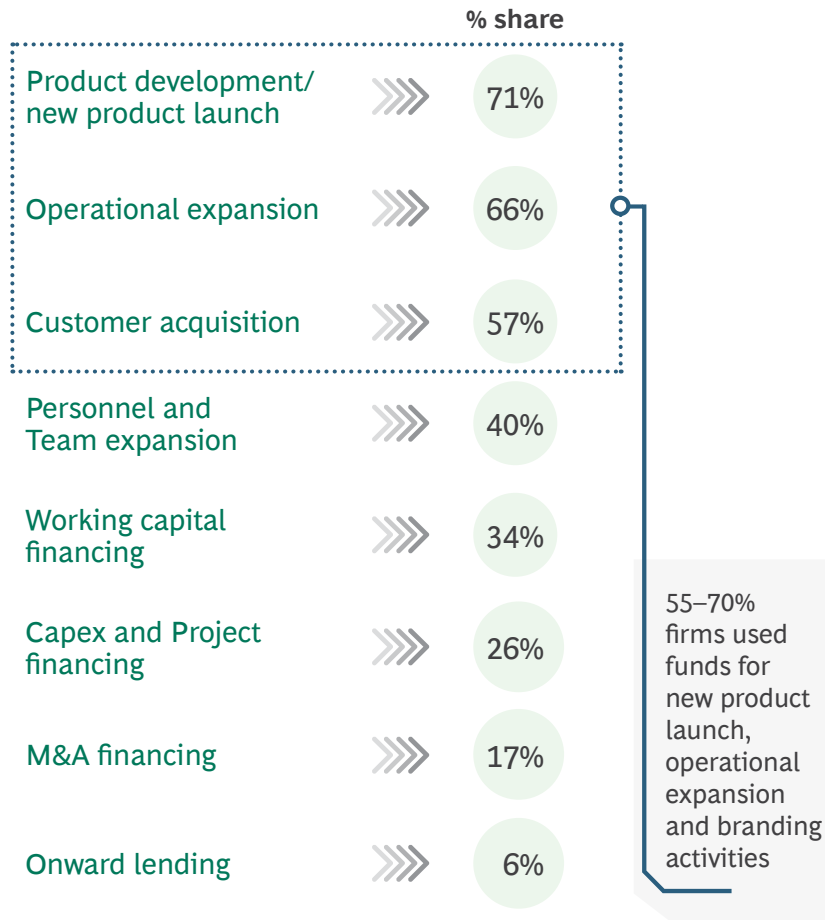 % share
Product development/
new product launch
71%
Operational expansion
66%
Customer acquisition
57%
Personnel and
Team expansion
40%
Working capital
financing
34%
Capex and Project
financing
26%
M&A financing
17%
Onward lending
6%
55–70%
firms used
funds for
new product
launch,
operational
expansion
and branding
activities